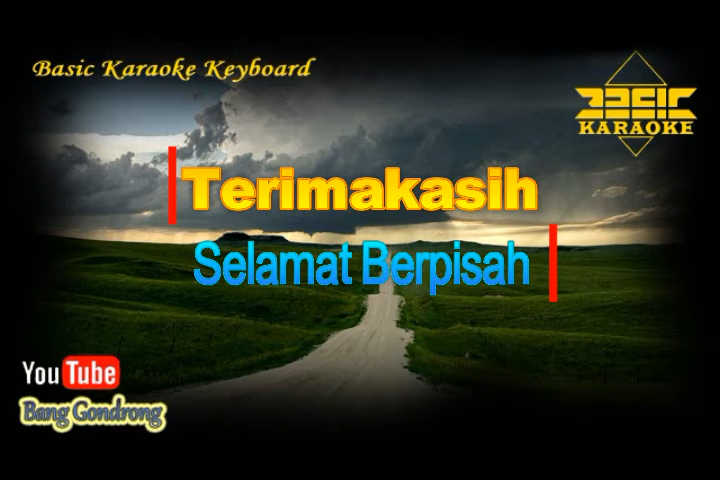 Basic Karaoke Keyboard
BASIC
KARAOKE
Terimakasih
Selamat Berpisah
YouTube
Bang Gondrong